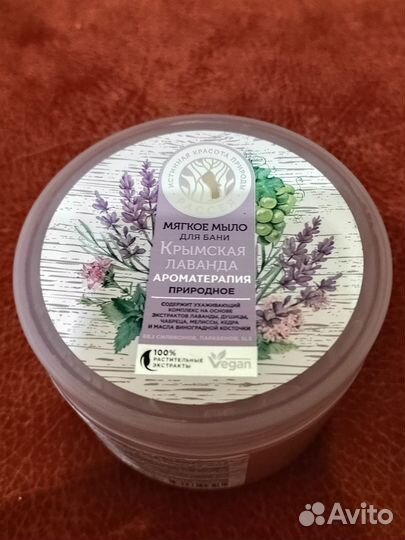 ИСТИННАЯ КРАСОТА ПРИРОДЫ
МЯГКОЕ МЫЛО
ДЛЯ БАНИ
КРЫМСКАЯ
ЛАВАНДА
АРОМАТЕРАПИЯ
ПРИРОДНОЕ
СОДЕРЖИТ УХАЖИВАЮЩИЙ
КОМПЛЕКС НА ОСНОВЕ
ЭКСТРАКТОВ ЛАВАНДЫ, ДУШИЦЫ,
ЧАБРЕЦА, МЕЛИССЫ, КЕДРА
И МАСЛА ВИНОГРАДНОЙ КОСТОЧКИ
БЕЗ СИЛИКОНОВ, ПАРАБЕНОВ, SLS
100%
РАСТИТЕЛЬНЫЕ
ЭКСТРАКТЫ
Vegan
Avito